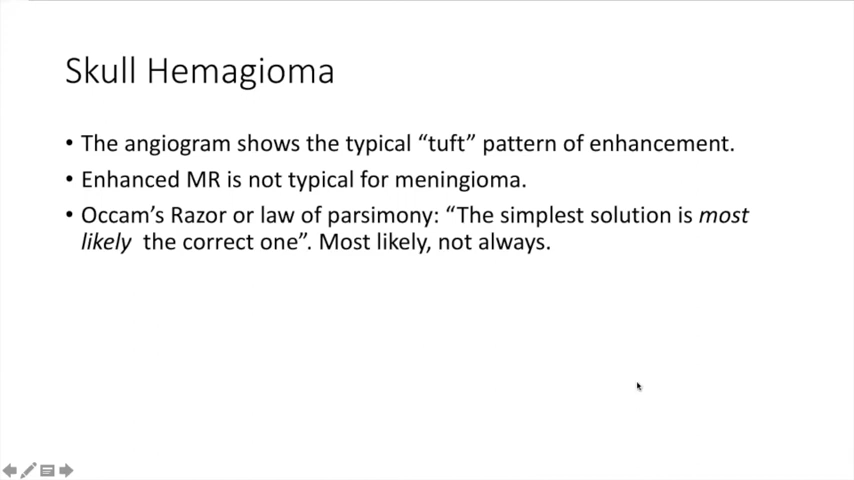 Skull Hemagioma
• The angiogram shows the typical “tuft” pattern of enhancement.
• Enhanced MR is not typical for meningioma.
• Occam’s Razor or law of parsimony: “The simplest solution is most
likely the correct one”. Most likely, not always.